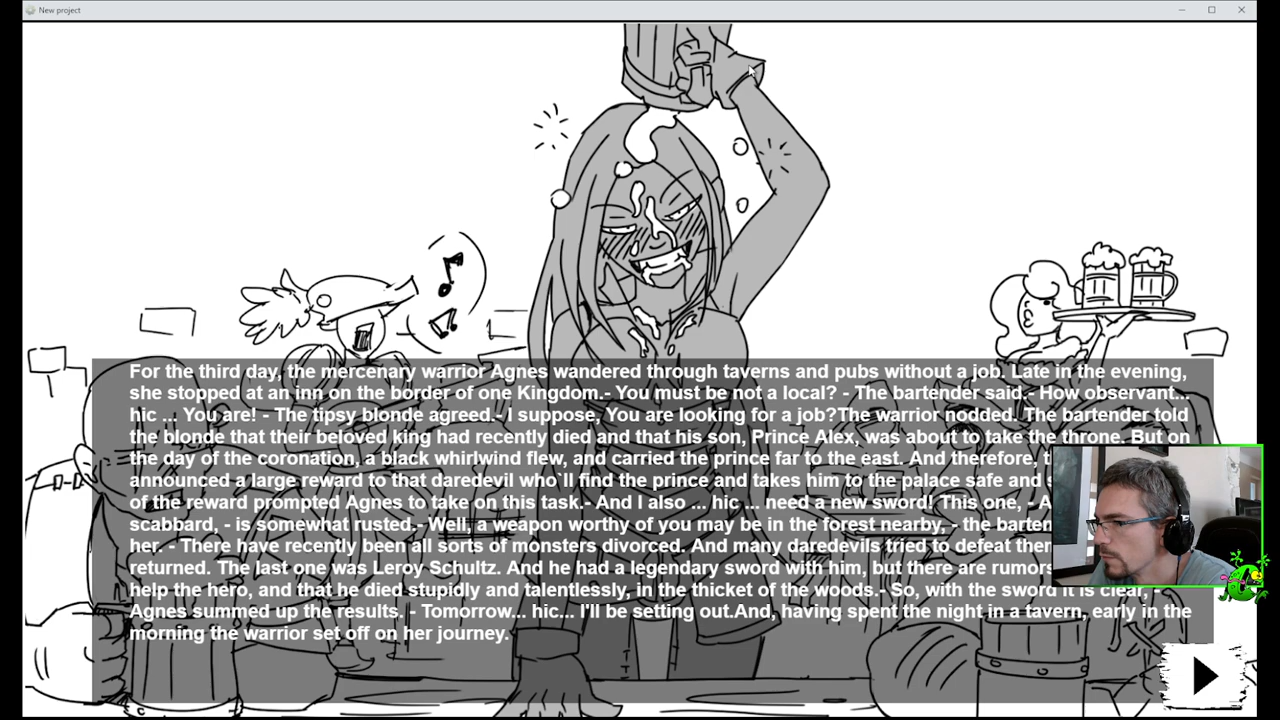 New project
For the third day, the mercenary warrior Agnes wandered through taverns and pubs without a job. Late in the evening,
she stopped at an inn on the border of one Kingdom.- You must be not a local? - The bartender said.- How observant...
hic ... You are! - The tipsy blonde agreed.- I suppose, You are looking for a job?The warrior nodded. The bartender told
the blonde that their beloved king had recently died and that his son, Prince Alex, was about to take the throne. But on
the day of the coronation, a black whirlwind flew, and carried the prince far to the east. And therefore,
announced a large reward to that daredevil who`ll find the prince and takes him to the palace safe and
of the reward prompted Agnes to take on this task.- And I also ... hic ... need a new sword! This one, -
scabbard, - is somewhat rusted.- Well, a weapon worthy of you may be in the forest nearby, - the
her. - There have recently been all sorts of monsters divorced. And many daredevils tried to defeat
returned. The last one was Leroy Schultz. And he had a legendary sword with him, but there are
help the hero, and that he died stupidly and talentlessly, in the thicket of the woods.- So, with the sword it is clear, -
Agnes summed up the results. - Tomorrow... hic... I'll be setting out.And, having spent the night in a tavern, early in the
morning the warrior set off on her journey.